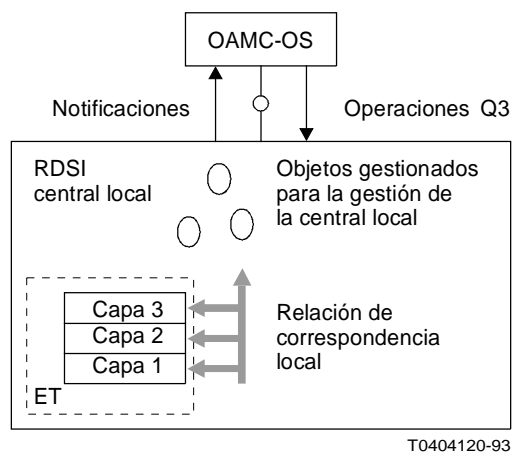 OAMC-OS
Notificaciones
Operaciones Q3
RDSI
central local
Objetos gestionados
para la gestión de
la central local
Capa 3
Capa 2
Capa 1
ET
Relación de
correspondencia
local
T0404120-93